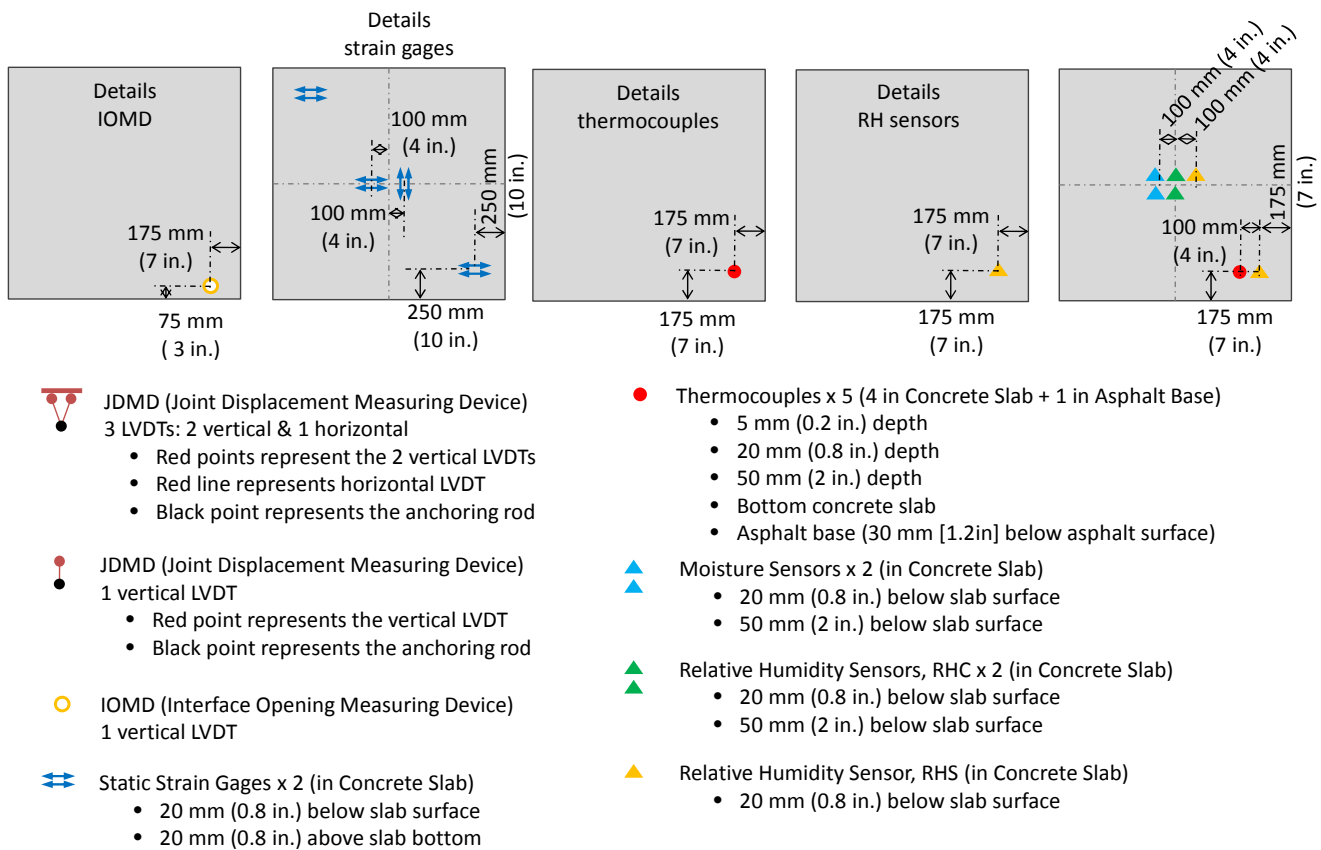 Details
strain gages
Details
IOMD
175 mm
(7 in.)
75 mm
( 3 in.)
100 mm
(4 in.)
100 mm
(4 in.)
250 mm
(10 in.)
250 mm
(10 in.)
Details
thermocouples
175 mm
(7 in.)
175 mm
(7 in.)
Details
RH sensors
175 mm
(7 in.)
175 mm
(7 in.)
100 mm (4 in.)
100 mm (4 in.)
175 mm
(7 in.)
100 mm
(4 in.)
175 mm
(7 in.)
JDMD (Joint Displacement Measuring Device)
3 LVDTs: 2 vertical & 1 horizontal
• Red points represent the 2 vertical LVDTs
• Red line represents horizontal LVDT
• Black point represents the anchoring rod
JDMD (Joint Displacement Measuring Device)
1 vertical LVDT
• Red point represents the vertical LVDT
• Black point represents the anchoring rod
IOMD (Interface Opening Measuring Device)
1 vertical LVDT
Static Strain Gages x 2 (in Concrete Slab)
• 20 mm (0.8 in.) below slab surface
• 20 mm (0.8 in.) above slab bottom
Thermocouples x 5 (4 in Concrete Slab + 1 in Asphalt Base)
• 5 mm (0.2 in.) depth
• 20 mm (0.8 in.) depth
• 50 mm (2 in.) depth
• Bottom concrete slab
• Asphalt base (30 mm [1.2in] below asphalt surface)
Moisture Sensors x 2 (in Concrete Slab)
• 20 mm (0.8 in.) below slab surface
• 50 mm (2 in.) below slab surface
Relative Humidity Sensors, RHC x 2 (in Concrete Slab)
• 20 mm (0.8 in.) below slab surface
• 50 mm (2 in.) below slab surface
Relative Humidity Sensor, RHS (in Concrete Slab)
• 20 mm (0.8 in.) below slab surface